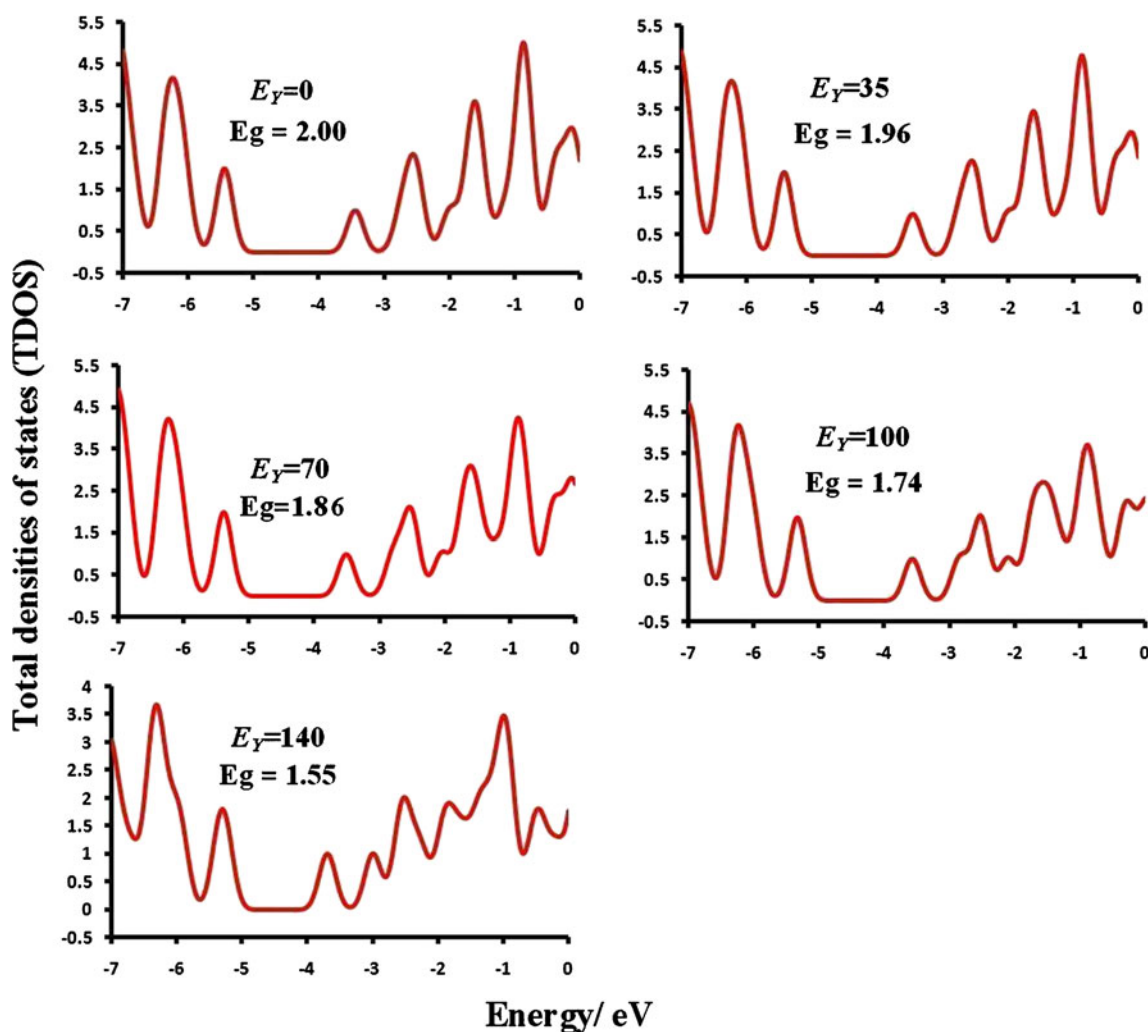 Total densities of states (TDOS)
E_Y=0
Eg = 2.00
5.5
4.5
3.5
2.5
1.5
0.5
-0.5
-7 -6 -5 -4 -3 -2 -1 0
E_Y=35
Eg = 1.96
5.5
4.5
3.5
2.5
1.5
0.5
-0.5
-7 -6 -5 -4 -3 -2 -1 0
E_Y=70
Eg=1.86
5.5
4.5
3.5
2.5
1.5
0.5
-0.5
-7 -6 -5 -4 -3 -2 -1 0
E_Y=100
Eg = 1.74
5.5
4.5
3.5
2.5
1.5
0.5
-0.5
-7 -6 -5 -4 -3 -2 -1 0
E_Y=140
Eg = 1.55
4
3.5
3
2.5
2
1.5
1
0.5
0
-0.5
-7 -6 -5 -4 -3 -2 -1 0
Energy/ eV